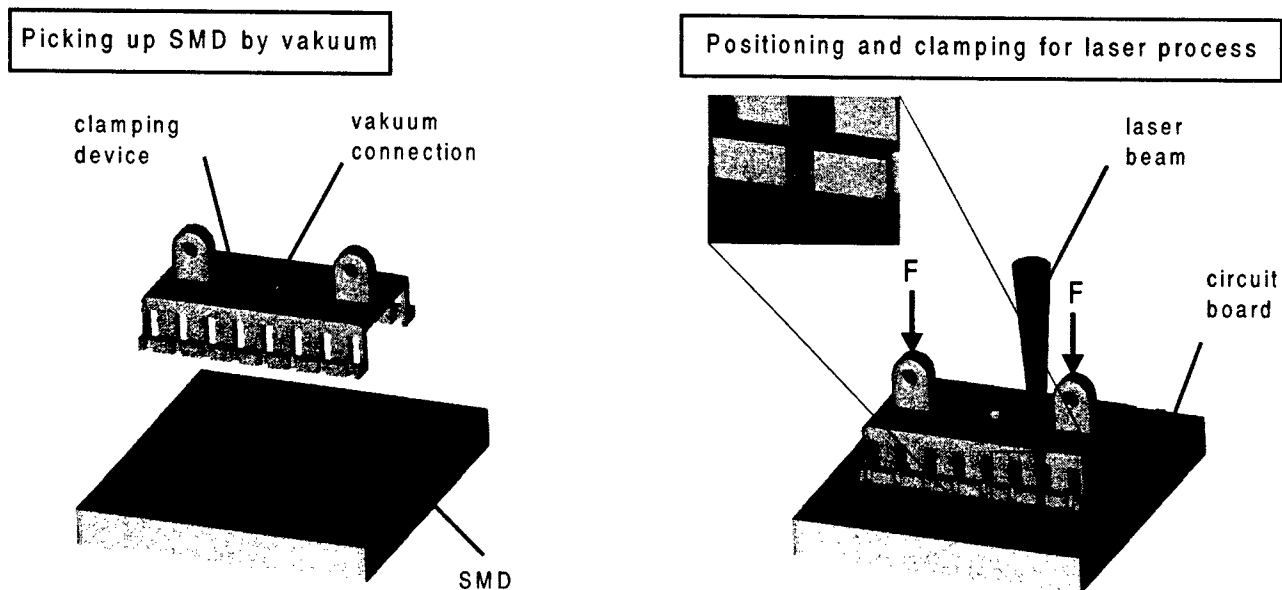 Picking up SMD by vakuum
clamping
device
vakuum
connection
SMD
Positioning and clamping for laser process
laser
beam
F
F
circuit
board